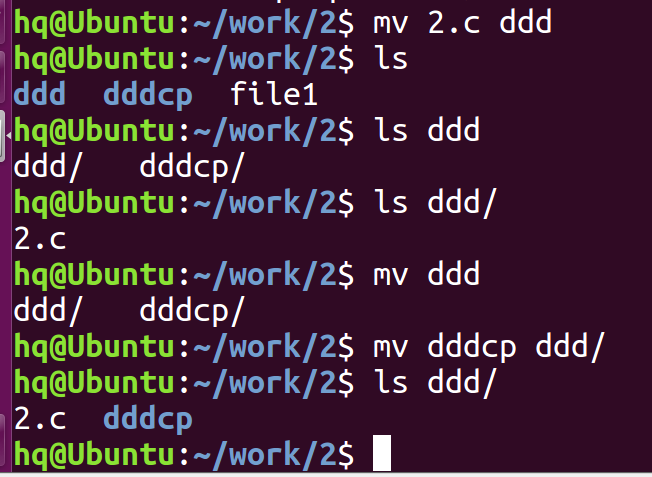 hq@Ubuntu:~/work/2$ mv 2.c ddd
hq@Ubuntu:~/work/2$ ls
ddd  dddcp  file1
hq@Ubuntu:~/work/2$ ls ddd
ddd/   dddcp/
hq@Ubuntu:~/work/2$ ls ddd/
2.c
hq@Ubuntu:~/work/2$ mv ddd
ddd/   dddcp/
hq@Ubuntu:~/work/2$ mv dddcp ddd/
hq@Ubuntu:~/work/2$ ls ddd/
2.c  dddcp
hq@Ubuntu:~/work/2$